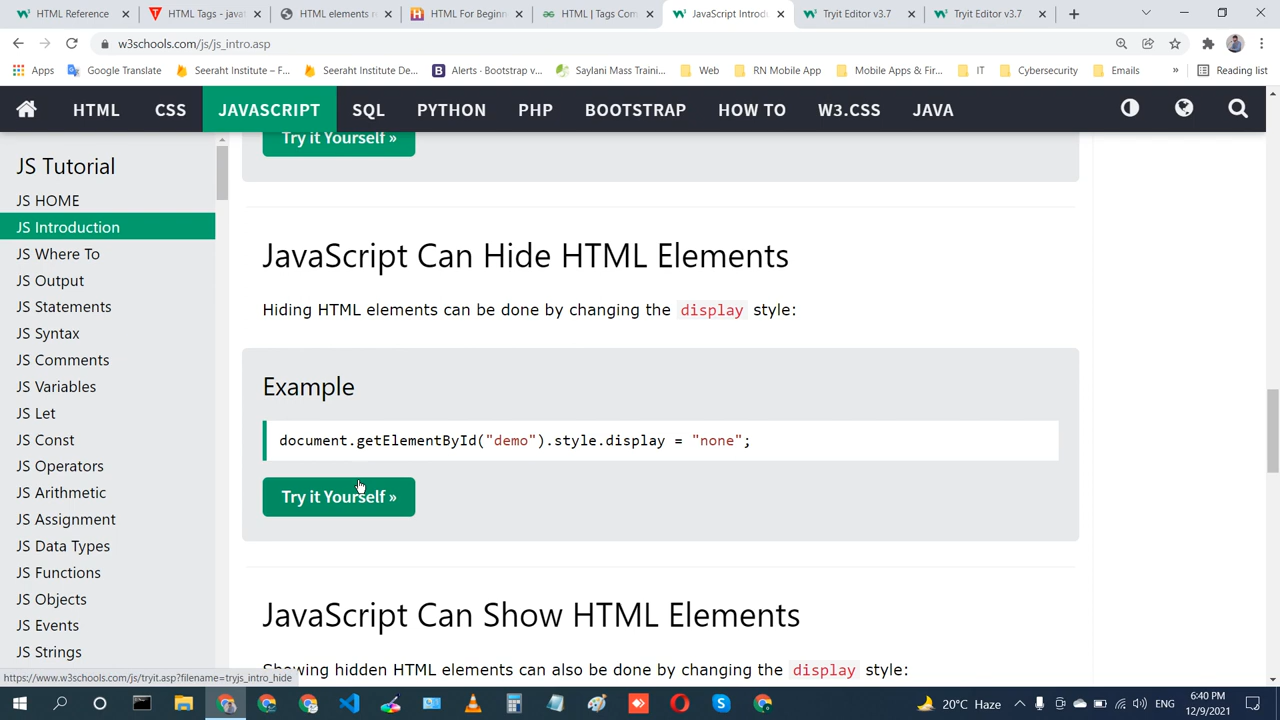 HTML Reference
HTML Tags - java
HTML elements r
HTML For Beginn
HTML | Tags Com
JavaScript Introdu
Tryit Editor v3.7
Tryit Editor v3.7
w3schools.com/js/js_intro.asp
Apps
Google Translate
Seeraht Institute – F...
Seeraht Institute De...
Alerts · Bootstrap v...
Saylani Mass Traini...
Web
RN Mobile App
Mobile Apps & Fir...
IT
Cybersecurity
Emails
»
Reading list
HTML
CSS
JAVASCRIPT
SQL
PYTHON
PHP
BOOTSTRAP
HOW TO
W3.CSS
JAVA
JS Tutorial
JS HOME
JS Introduction
JS Where To
JS Output
JS Statements
JS Syntax
JS Comments
JS Variables
JS Let
JS Const
JS Operators
JS Arithmetic
JS Assignment
JS Data Types
JS Functions
JS Objects
JS Events
JS Strings
Try it Yourself »
JavaScript Can Hide HTML Elements
Hiding HTML elements can be done by changing the display style:
Example
document.getElementById("demo").style.display = "none";
Try it Yourself »
JavaScript Can Show HTML Elements
Showing hidden HTML elements can also be done by changing the display style:
https://www.w3schools.com/js/tryit.asp?filename=tryjs_intro_hide
20°C Haze
ENG
6:40 PM
12/9/2021